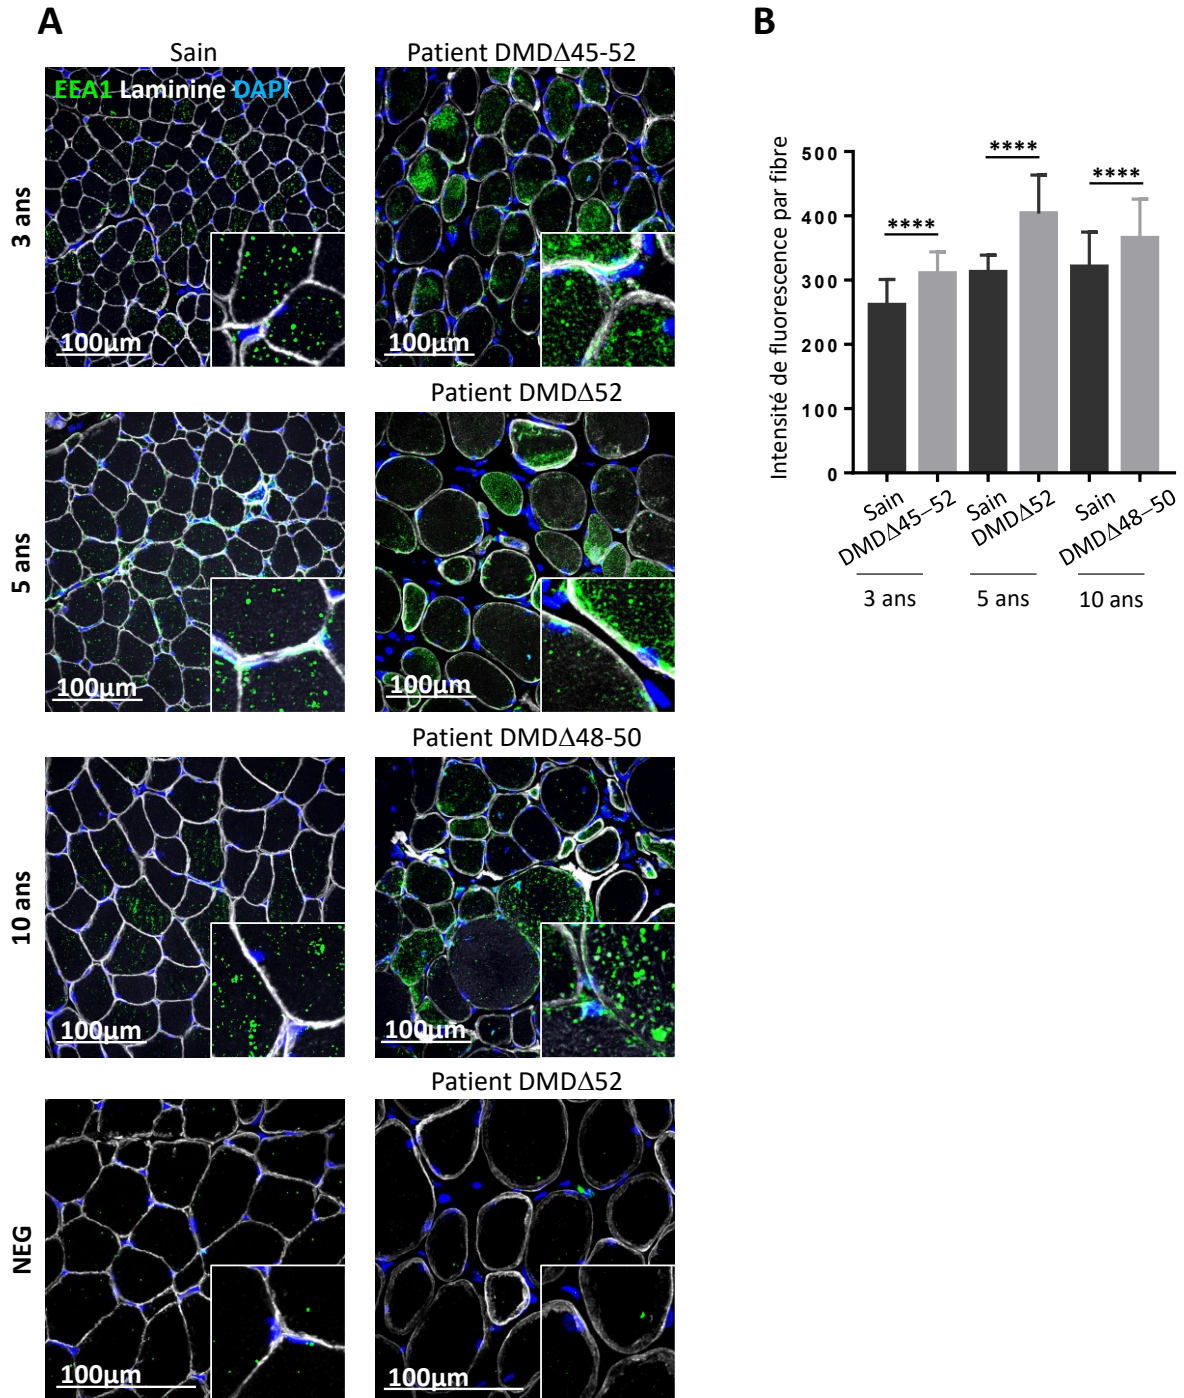 A
Sain
Patient DMDΔ45-52
EEA1 Laminine DAPI
3 ans
100µm
100µm
Patient DMDΔ52
5 ans
100µm
100µm
Patient DMDΔ48-50
10 ans
100µm
100µm
Patient DMDΔ52
NEG
100µm
100µm
B
Intensité de fluorescence par fibre
500
400
300
200
100
0
****
****
****
Sain
DMDΔ45–52
Sain
DMDΔ52
Sain
DMDΔ48–50
3 ans
5 ans
10 ans